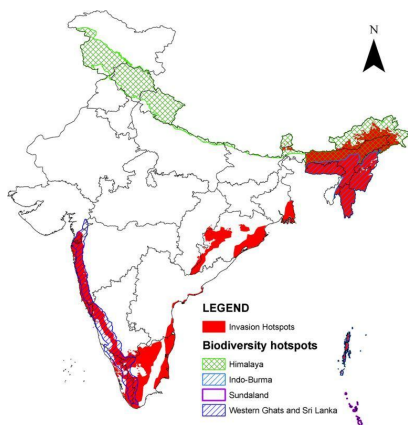 N
LEGEND
Invasion Hotspots
Biodiversity hotspots
Himalaya
Indo-Burma
Sundaland
Western Ghats and Sri Lanka